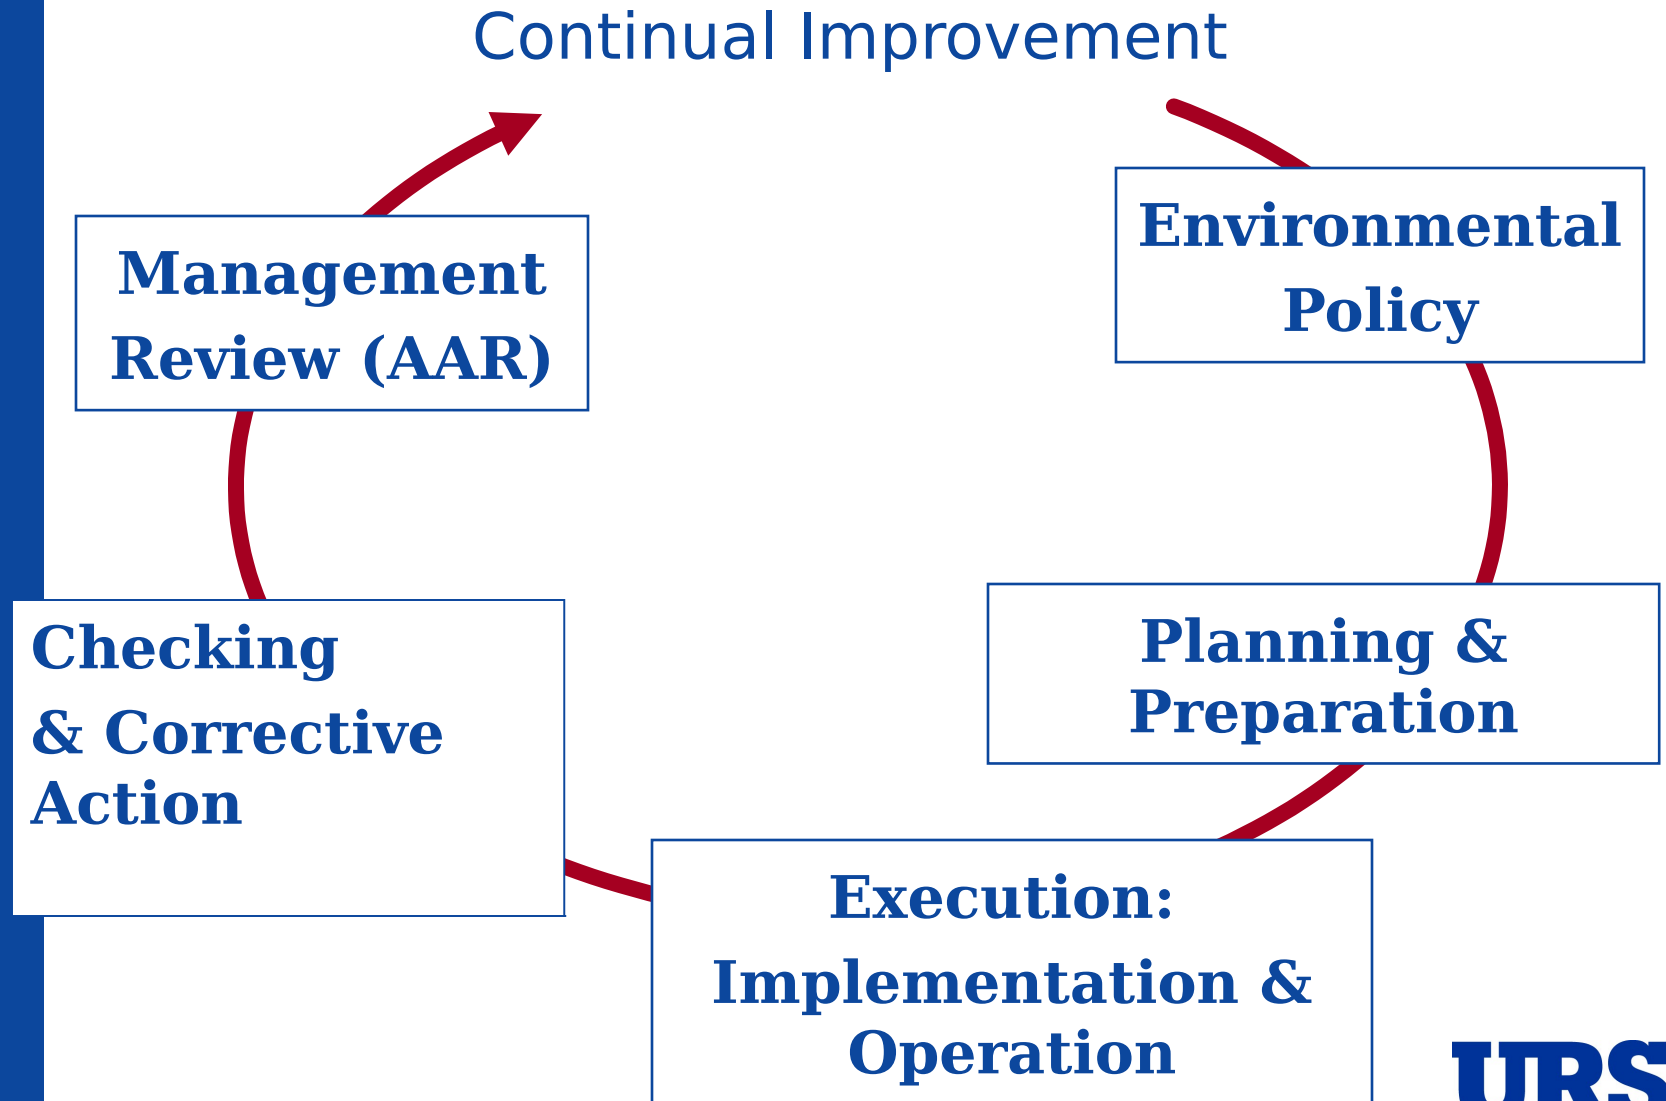 Continual Improvement
Environmental
Policy
Management
Review (AAR)
Planning &
Preparation
Checking
& Corrective
Action
Execution:
Implementation &
Operation
URS